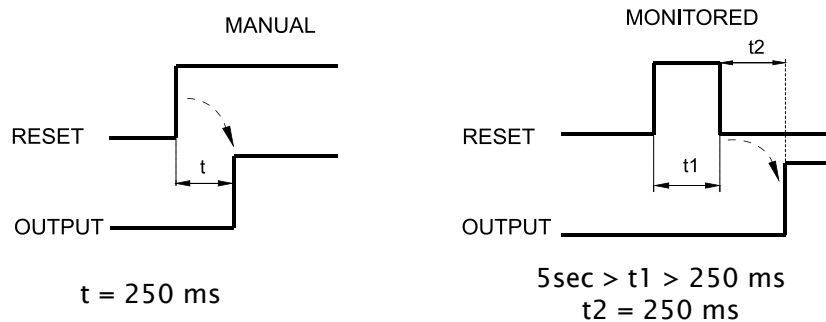 MANUAL
RESET
t
OUTPUT
t = 250 ms
MONITORED
t2
RESET
t1
OUTPUT
5sec > t1 > 250 ms
t2 = 250 ms